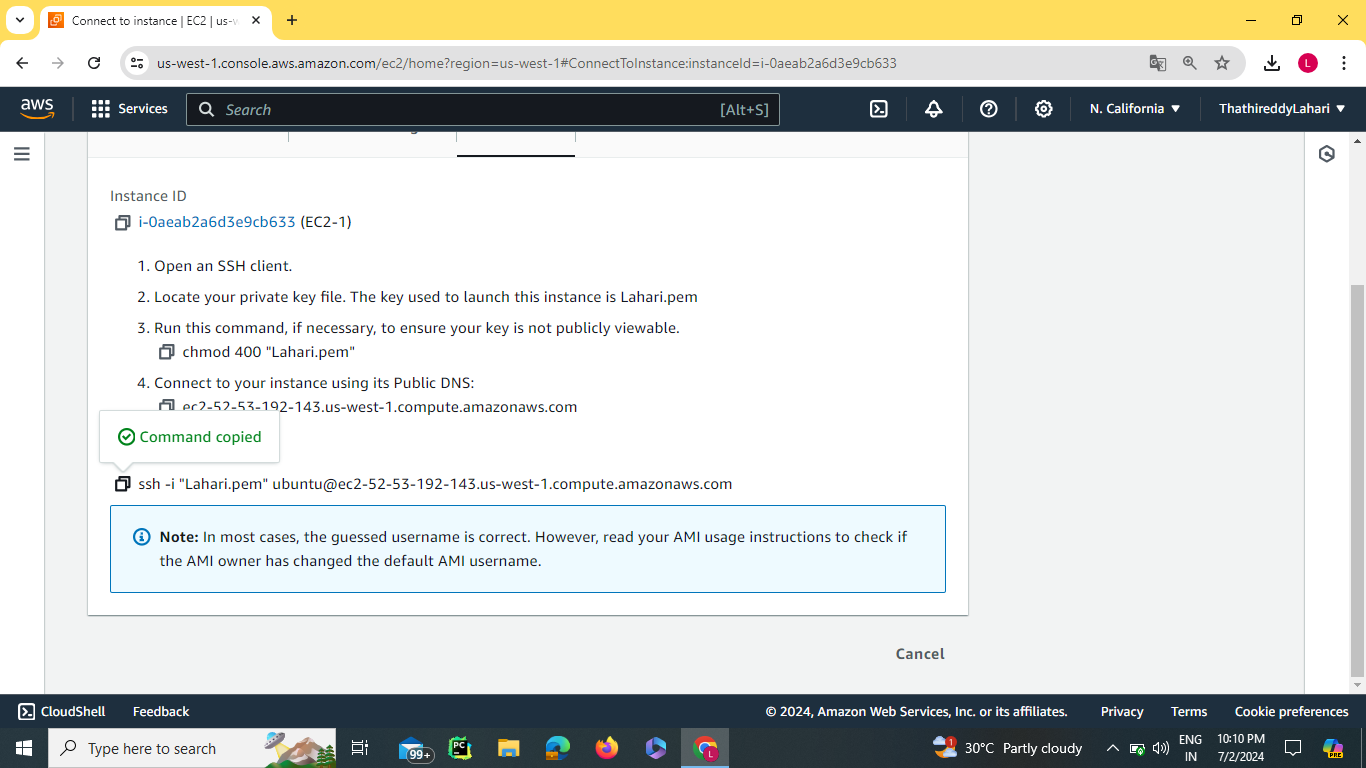 Connect to instance | EC2 | us-w
us-west-1.console.aws.amazon.com/ec2/home?region=us-west-1#ConnectToInstance:instanceId=i-0aeab2a6d3e9cb633
L
aws
Services
Search
[Alt+S]
N. California
ThathireddyLahari
Instance ID
i-0aeab2a6d3e9cb633 (EC2-1)
1. Open an SSH client.
2. Locate your private key file. The key used to launch this instance is Lahari.pem
3. Run this command, if necessary, to ensure your key is not publicly viewable.
chmod 400 "Lahari.pem"
4. Connect to your instance using its Public DNS:
ec2-52-53-192-143.us-west-1.compute.amazonaws.com
Command copied
ssh -i "Lahari.pem" ubuntu@ec2-52-53-192-143.us-west-1.compute.amazonaws.com
Note: In most cases, the guessed username is correct. However, read your AMI usage instructions to check if
the AMI owner has changed the default AMI username.
Cancel
CloudShell
Feedback
© 2024, Amazon Web Services, Inc. or its affiliates.
Privacy
Terms
Cookie preferences
Type here to search
99+
PC
L
1
30°C Partly cloudy
ENG
IN
10:10 PM
7/2/2024
PRE